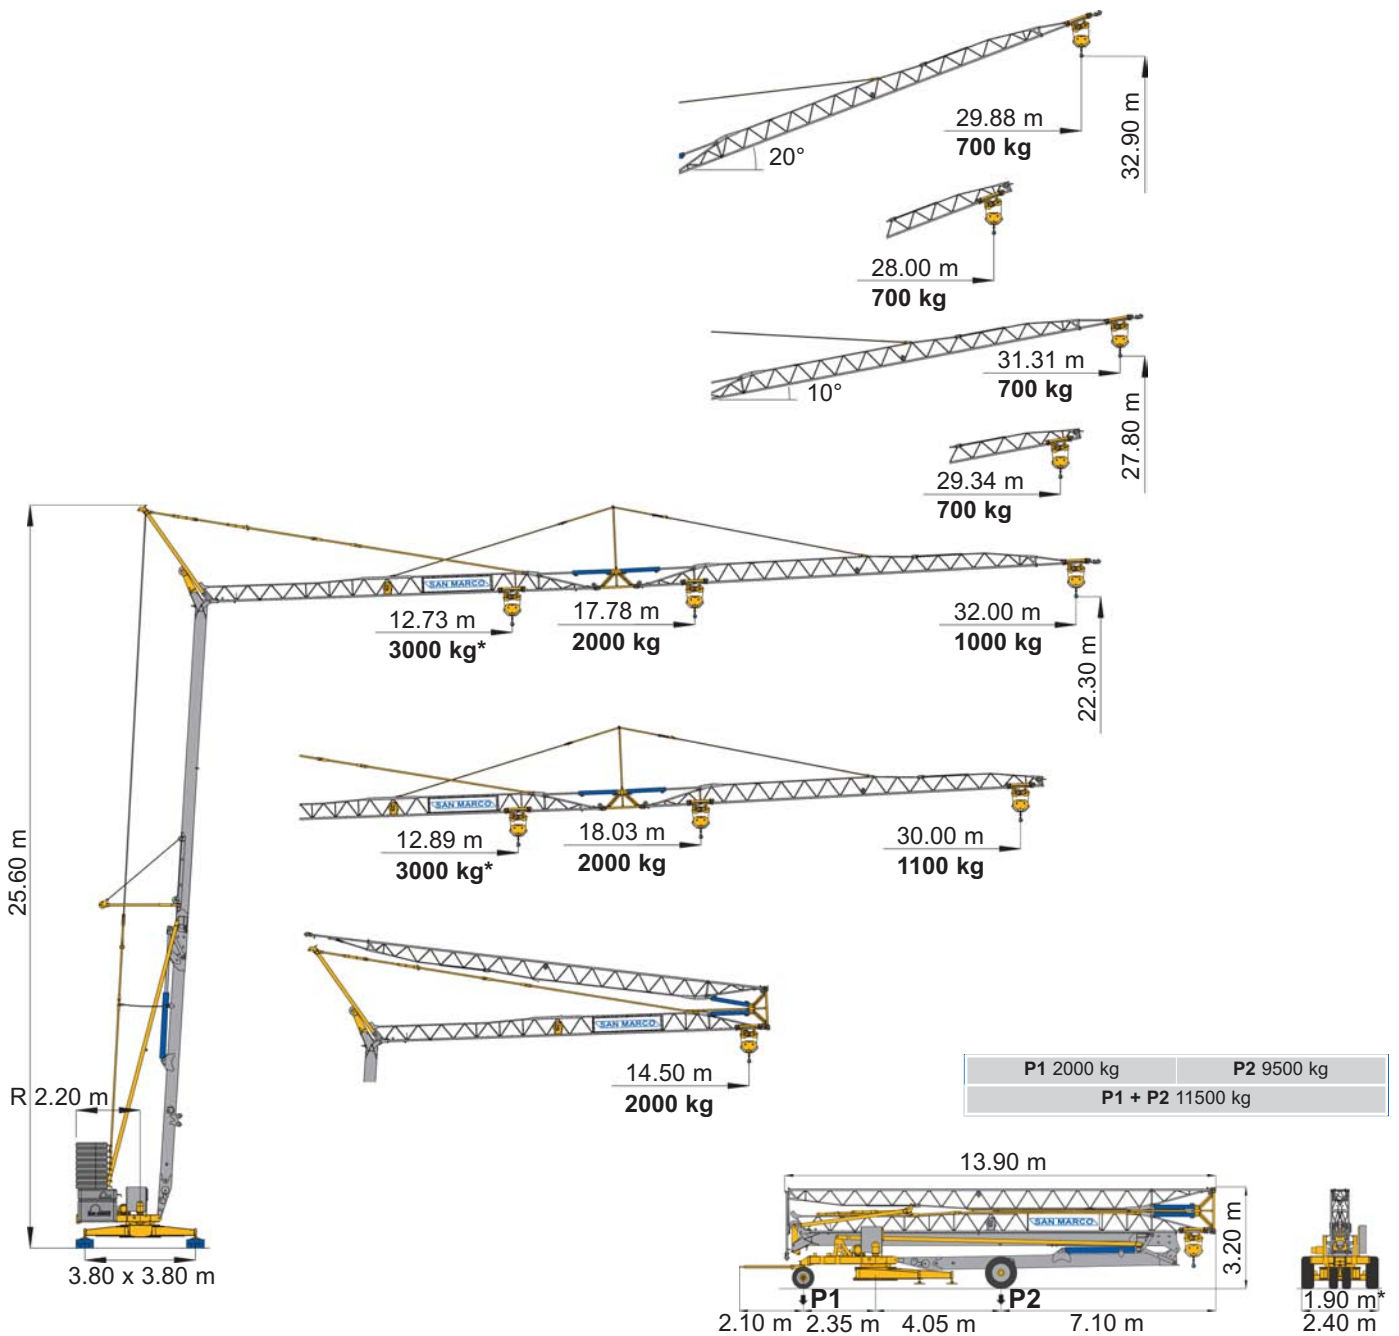 32.90 m
29.88 m
700 kg
20°
28.00 m
700 kg
31.31 m
700 kg
10°
27.80 m
29.34 m
700 kg
25.60 m
SAN MARCO
12.73 m
3000 kg*
17.78 m
2000 kg
32.00 m
1000 kg
22.30 m
SAN MARCO
12.89 m
3000 kg*
18.03 m
2000 kg
30.00 m
1100 kg
SAN MARCO
14.50 m
2000 kg
R 2.20 m
3.80 x 3.80 m
P1 2000 kg P2 9500 kg
P1 + P2 11500 kg
13.90 m
SAN MARCO
3.20 m
P1 P2
2.10 m 2.35 m 4.05 m 7.10 m
1.90 m*
2.40 m